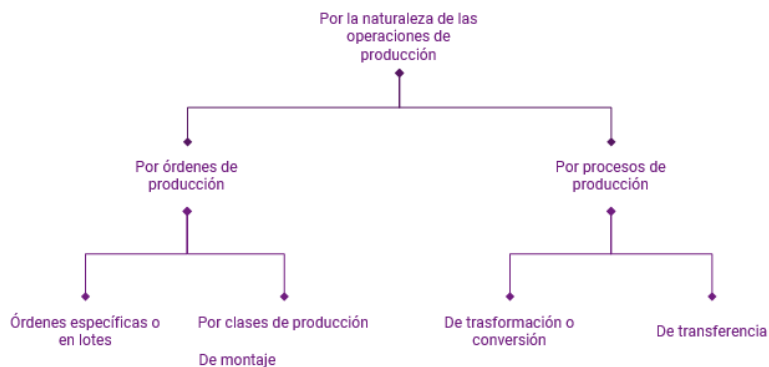 Por la naturaleza de las
operaciones de
producción
Por órdenes de
producción
Por procesos de
producción
Órdenes específicas o
en lotes
Por clases de producción
De montaje
De trasformación o
conversión
De transferencia